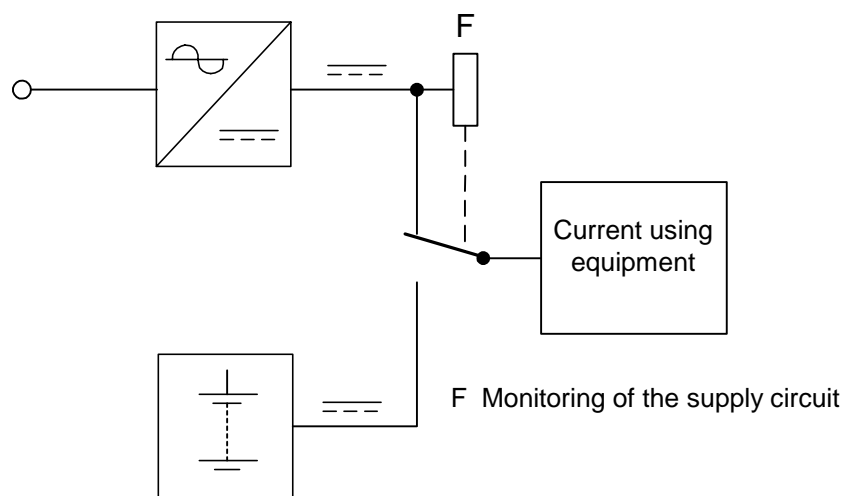 F
Current using
equipment
F Monitoring of the supply circuit